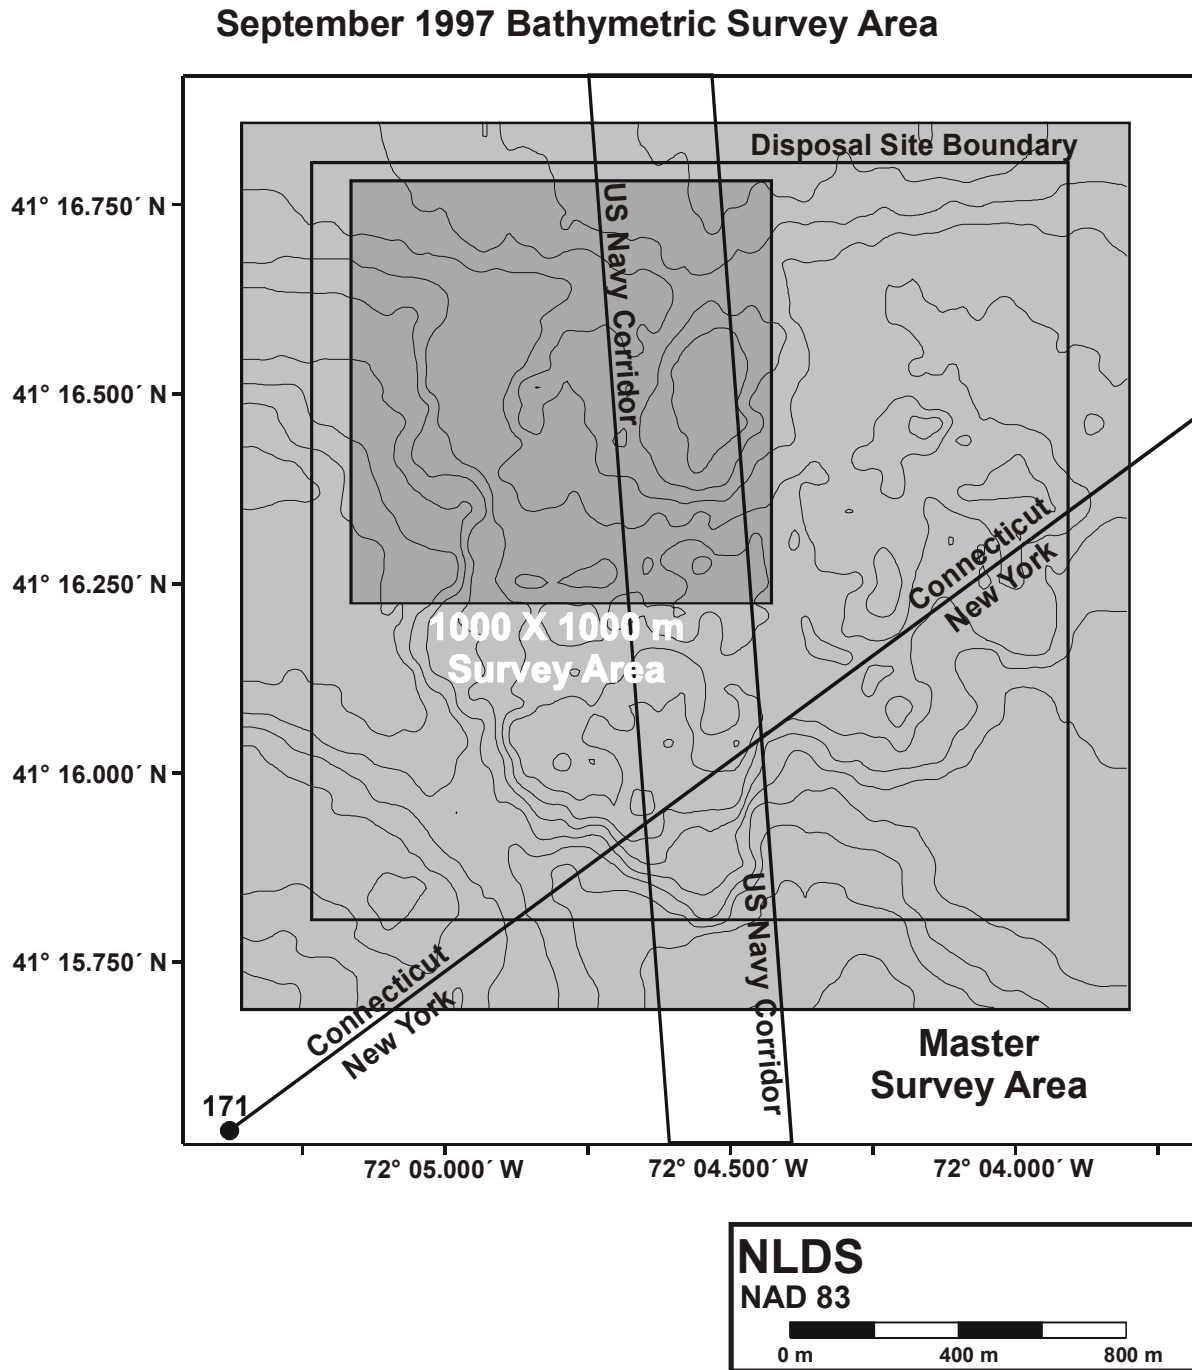 September 1997 Bathymetric Survey Area
Disposal Site Boundary
41° 16.750´ N
US Navy Corridor
41° 16.500´ N
Connecticut
New York
41° 16.250´ N
1000 X 1000 m
Survey Area
41° 16.000´ N
US Navy Corridor
41° 15.750´ N
Connecticut
New York
Master
Survey Area
171
72° 05.000´ W
72° 04.500´ W
72° 04.000´ W
NLDS
NAD 83
0 m
400 m
800 m